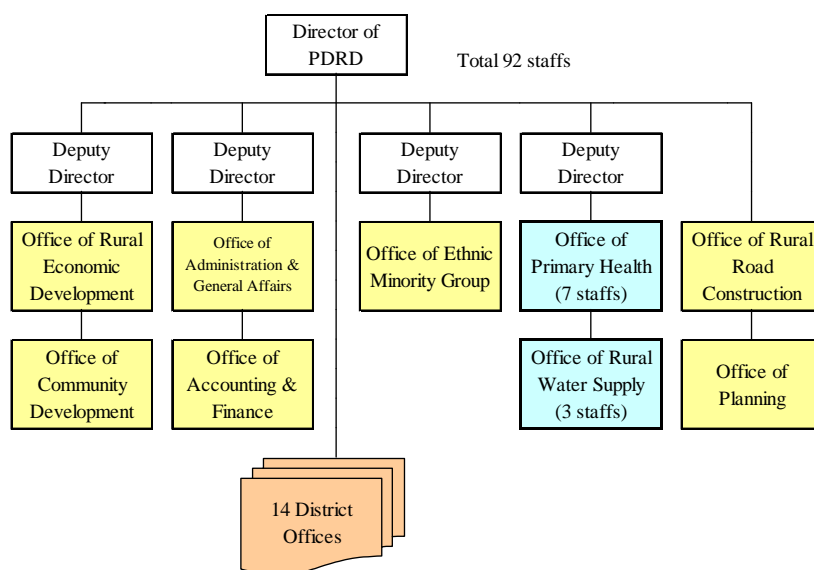 Director of
PDRD
Total 92 staffs
Deputy
Director
Deputy
Director
Deputy
Director
Deputy
Director
Office of Rural
Economic
Development
Office of
Administration &
General Affairs
Office of Ethnic
Minority Group
Office of
Primary Health
(7 staffs)
Office of Rural
Road
Construction
Office of
Community
Development
Office of
Accounting &
Finance
Office of Rural
Water Supply
(3 staffs)
Office of
Planning
14 District
Offices